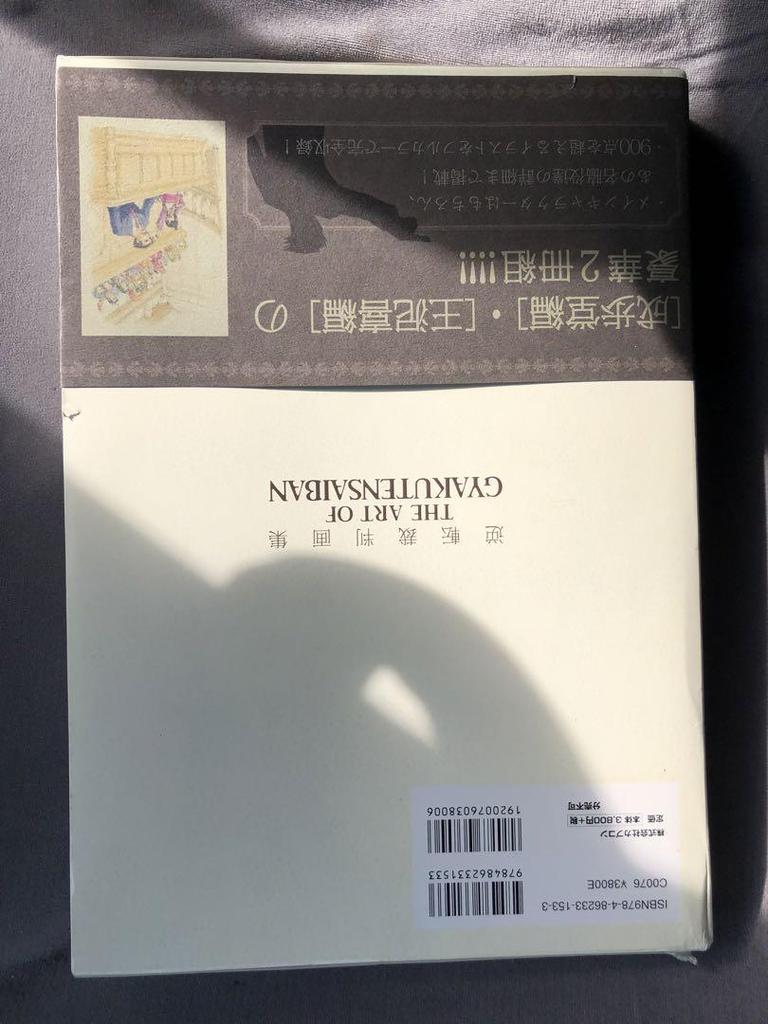 ISBN978-4-86233-153-3
C0076 ¥3800E
9784862331533
1920076038006
株式会社カプコン
定価 本体 3,800円+税
分売不可
逆転裁判画集
THE ART OF
GYAKUTENSAIBAN
[成歩堂編]・[王泥喜編]の
豪華2冊組!!!!
・メイキャラクターはもちろん、
あの名脇役達の詳細まで掲載!
・900点を超えるイラストをフルカラーで完全収録!